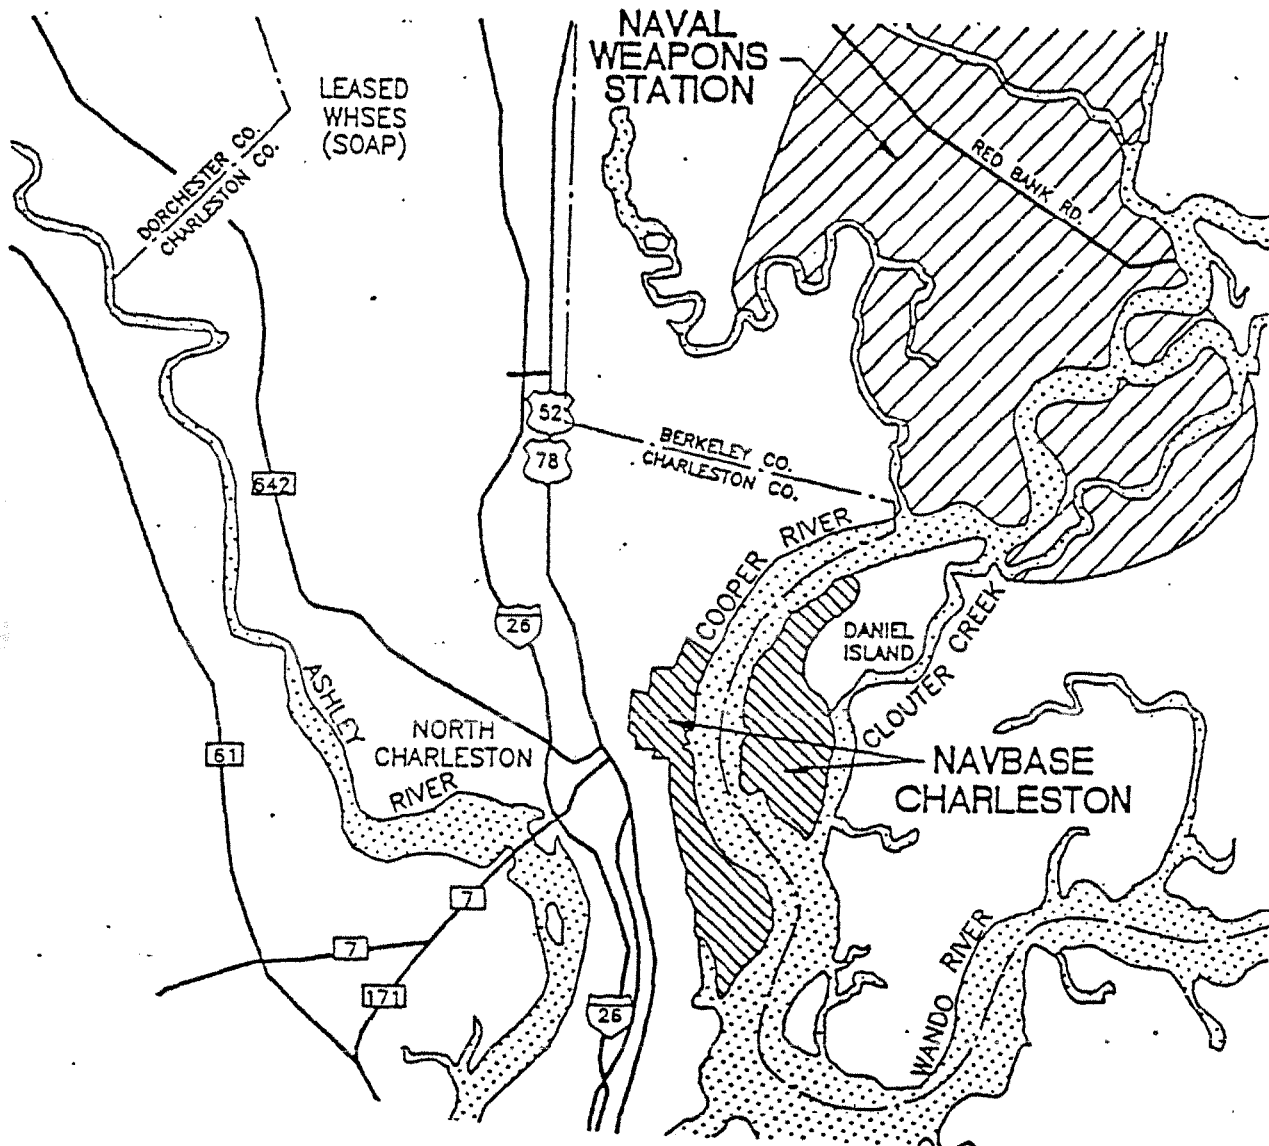 NAVAL
WEAPONS
STATION
LEASED
WHSES
(SOAP)
DORCHESTER CO.
CHARLESTON CO.
RED BANK RD.
52
78
BERKELEY CO.
CHARLESTON CO.
642
COOPER RIVER
26
DANIEL
ISLAND
CLOUTER CREEK
ASHLEY
RIVER
NORTH
CHARLESTON
61
NAVBASE
CHARLESTON
7
7
171
26
WANDO RIVER